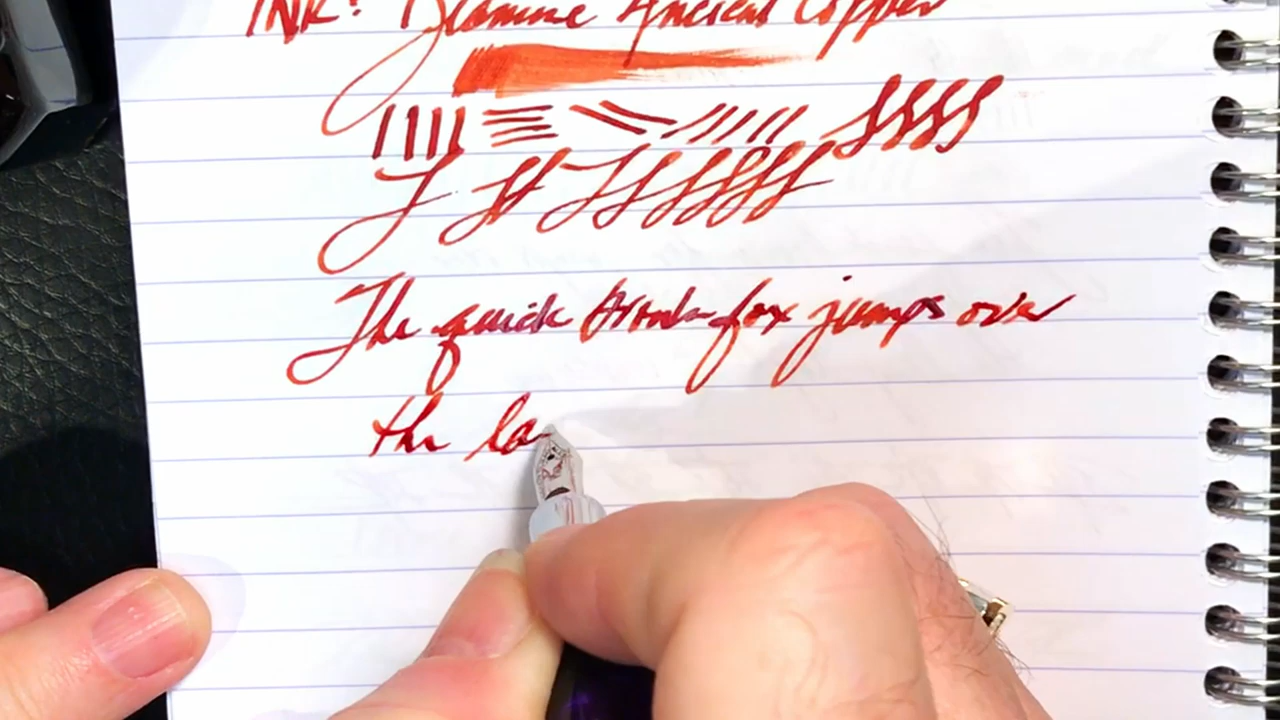 INK: Diamine Ancient Copper
The quick brown fox jumps over
the la